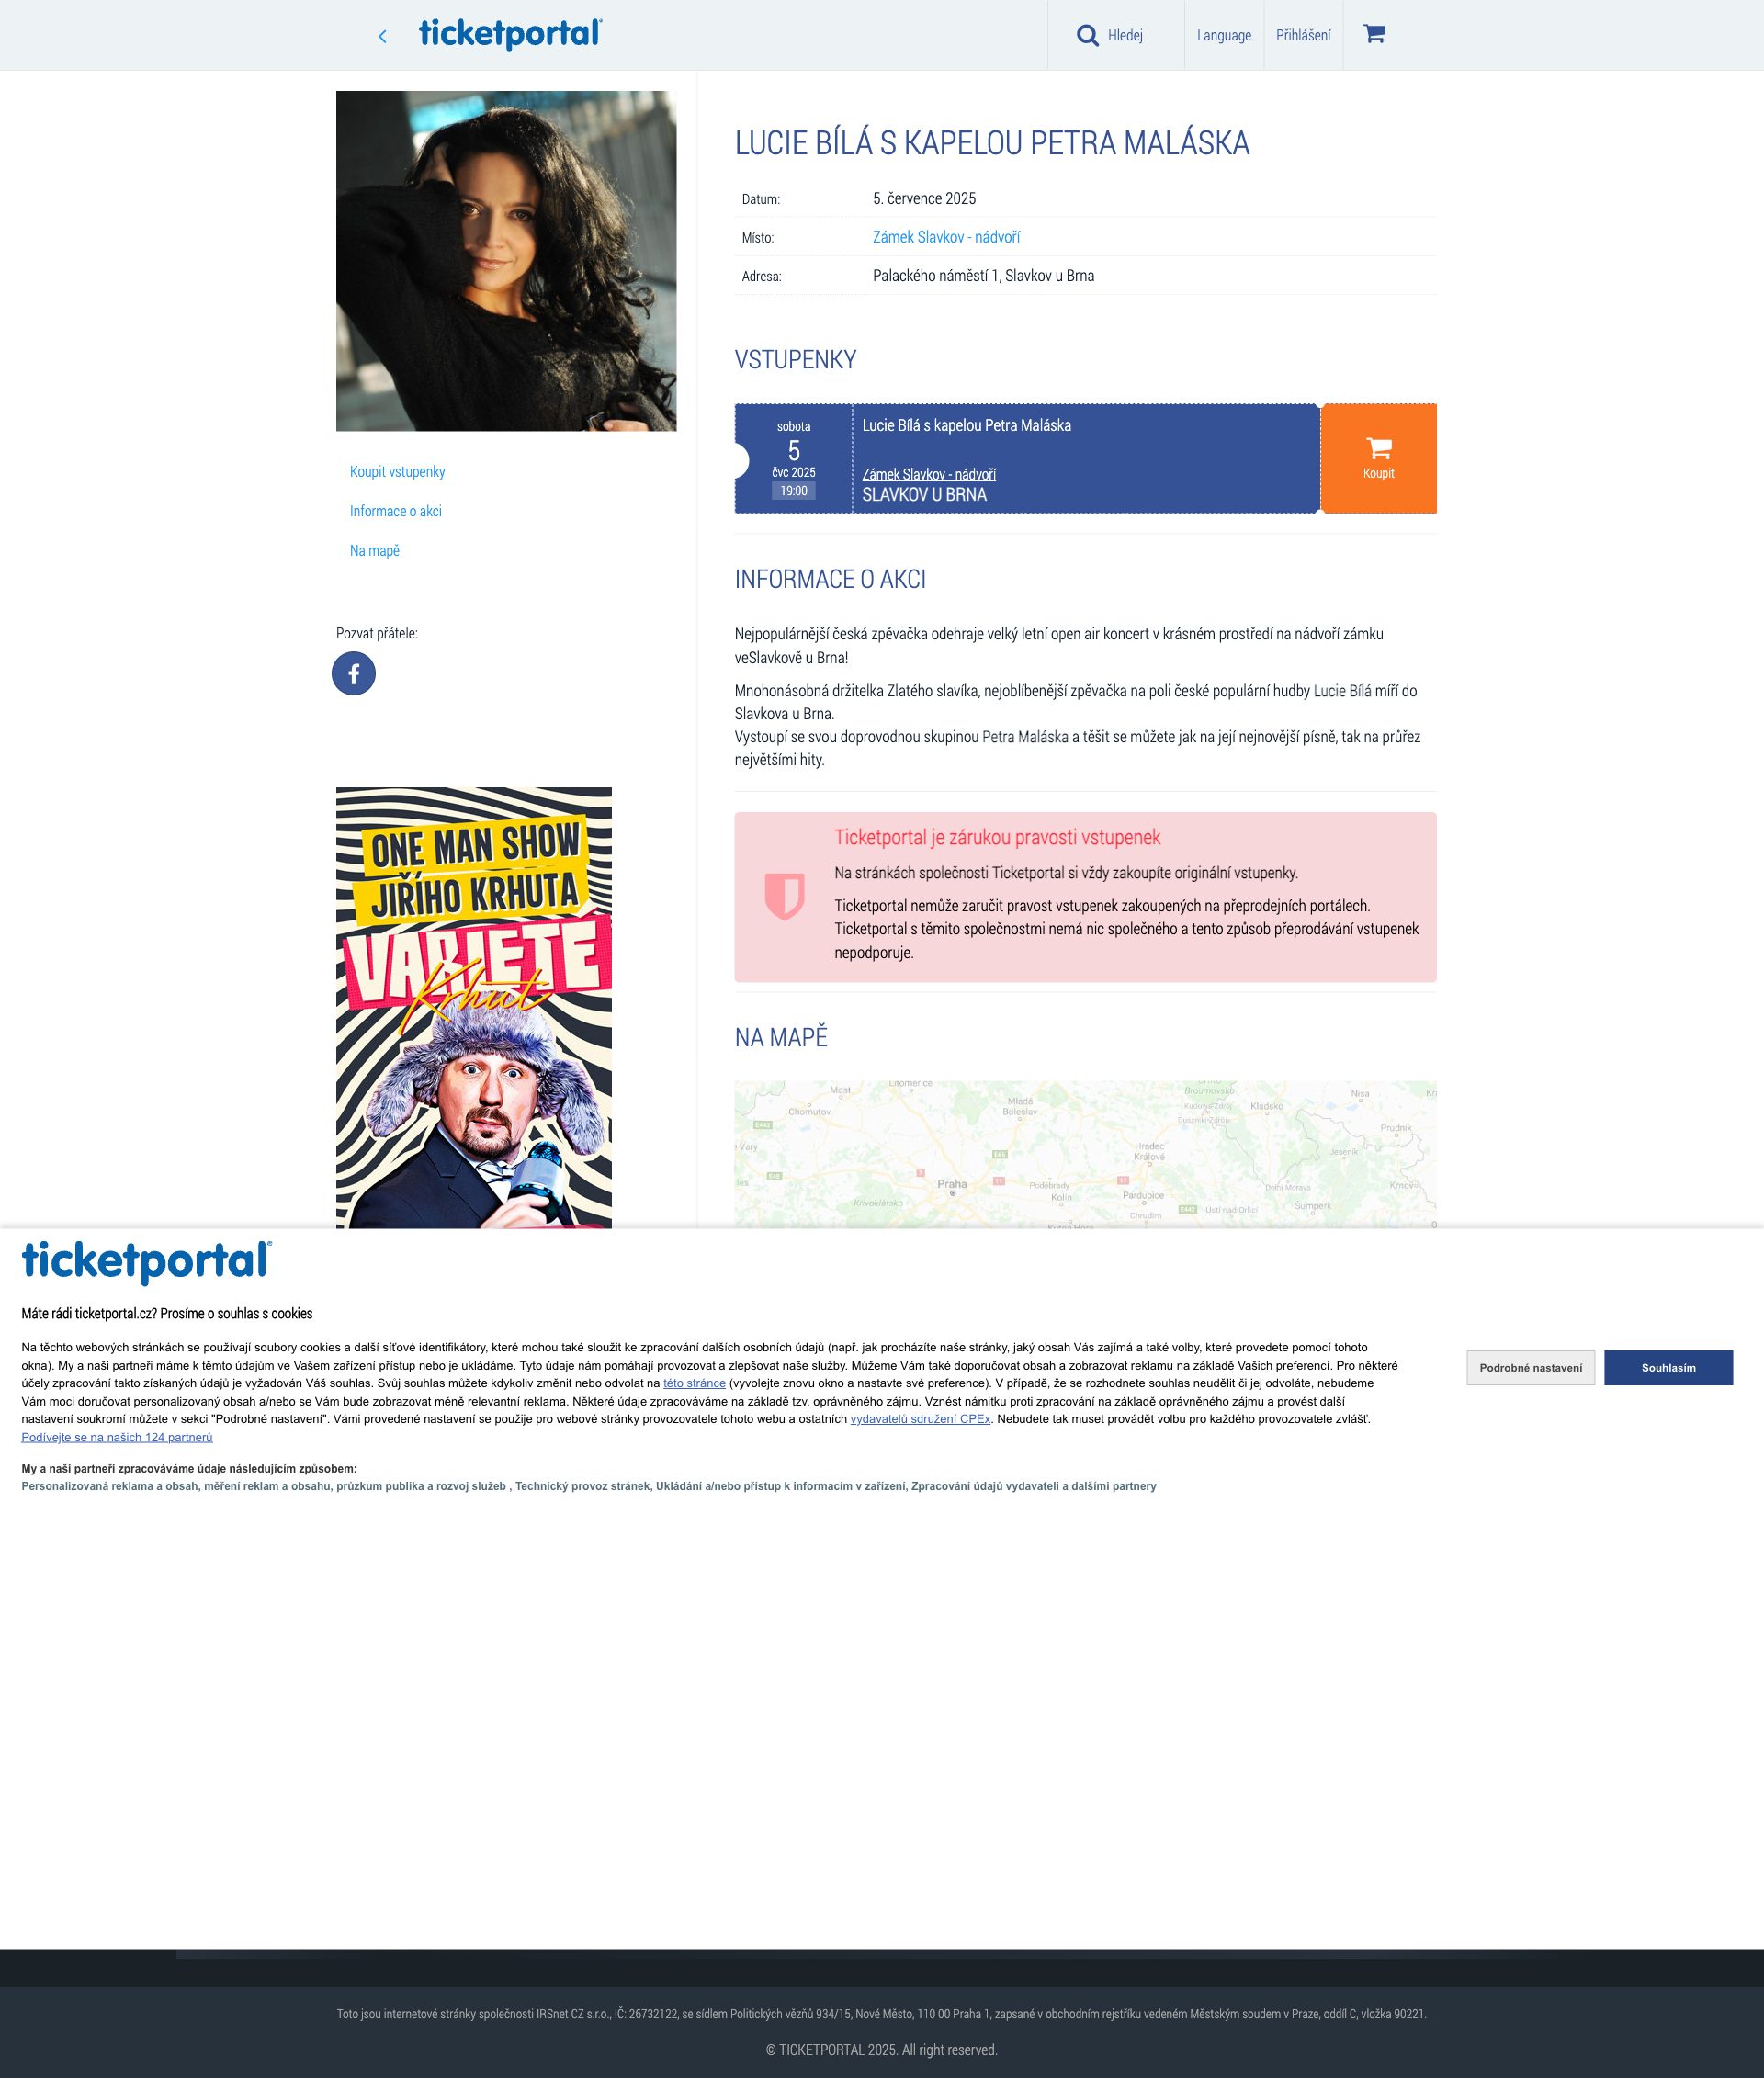 ticketportal
Hledej
Language
Přihlášení
LUCIE BÍLÁ S KAPELOU PETRA MALÁSKA
Datum:
5. července 2025
Místo:
Zámek Slavkov - nádvoří
Adresa:
Palackého náměstí 1, Slavkov u Brna
VSTUPENKY
sobota
5
čvc 2025
19:00
Lucie Bílá s kapelou Petra Maláska
Zámek Slavkov - nádvoří
SLAVKOV U BRNA
Koupit
Koupit vstupenky
Informace o akci
Na mapě
Pozvat přátele:
INFORMACE O AKCI
Nejpopulárnější česká zpěvačka odehraje velký letní open air koncert v krásném prostředí na nádvoří zámku
veSlavkově u Brna!
Mnohonásobná držitelka Zlatého slavíka, nejoblíbenější zpěvačka na poli české populární hudby Lucie Bílá míří do
Slavkova u Brna.
Vystoupí se svou doprovodnou skupinou Petra Maláska a těšit se můžete jak na její nejnovější písně, tak na průřez
největšími hity.
ONE MAN SHOW
JIŘÍHO KRHUTA
VARIETE
Krhut
Ticketportal je zárukou pravosti vstupenek
Na stránkách společnosti Ticketportal si vždy zakoupíte originální vstupenky.
Ticketportal nemůže zaručit pravost vstupenek zakoupených na přeprodejních portálech.
Ticketportal s těmito společnostmi nemá nic společného a tento způsob přeprodávání vstupenek
nepodporuje.
NA MAPĚ
Most
Litoměřice
Broumovsko
Nisa
Chomutov
Mladá
Boleslav
Kudowa-Zdrój
Kladsko
Duszniki-Zdrój
Prudník
Hradec
Králové
Jeseník
Praha
Poděbrady
Kolín
Pardubice
Křivoklátsko
Dolní Morava
Krnov
Chrudim
Ústí nad Orlicí
Šumperk
Kutná Hora
ticketportal
Máte rádi ticketportal.cz? Prosíme o souhlas s cookies
Na těchto webových stránkách se používají soubory cookies a další síťové identifikátory, které mohou také sloužit ke zpracování dalších osobních údajů (např. jak procházíte naše stránky, jaký obsah Vás zajímá a také volby, které provedete pomocí tohoto
okna). My a naši partneři máme k těmto údajům ve Vašem zařízení přístup nebo je ukládáme. Tyto údaje nám pomáhají provozovat a zlepšovat naše služby. Můžeme Vám také doporučovat obsah a zobrazovat reklamu na základě Vašich preferencí. Pro některé
účely zpracování takto získaných údajů je vyžadován Váš souhlas. Svůj souhlas můžete kdykoliv změnit nebo odvolat na této stránce (vyvolejte znovu okno a nastavte své preference). V případě, že se rozhodnete souhlas neudělit či jej odvoláte, nebudeme
Vám moci doručovat personalizovaný obsah a/nebo se Vám bude zobrazovat méně relevantní reklama. Některé údaje zpracováváme na základě tzv. oprávněného zájmu. Vznést námitku proti zpracování na základě oprávněného zájmu a provést další
nastavení soukromí můžete v sekci "Podrobné nastavení". Vámi provedené nastavení se použije pro webové stránky provozovatele tohoto webu a ostatních vydavatelů sdružení CPEx. Nebudete tak muset provádět volbu pro každého provozovatele zvlášť.
Podívejte se na našich 124 partnerů
Podrobné nastavení
Souhlasím
My a naši partneři zpracováváme údaje následujícím způsobem:
Personalizovaná reklama a obsah, měření reklam a obsahu, průzkum publika a rozvoj služeb , Technický provoz stránek, Ukládání a/nebo přístup k informacím v zařízení, Zpracování údajů vydavateli a dalšími partnery
Toto jsou internetové stránky společnosti IRSnet CZ s.r.o., IČ: 26732122, se sídlem Politických vězňů 934/15, Nové Město, 110 00 Praha 1, zapsané v obchodním rejstříku vedeném Městským soudem v Praze, oddíl C, vložka 90221.
© TICKETPORTAL 2025. All right reserved.